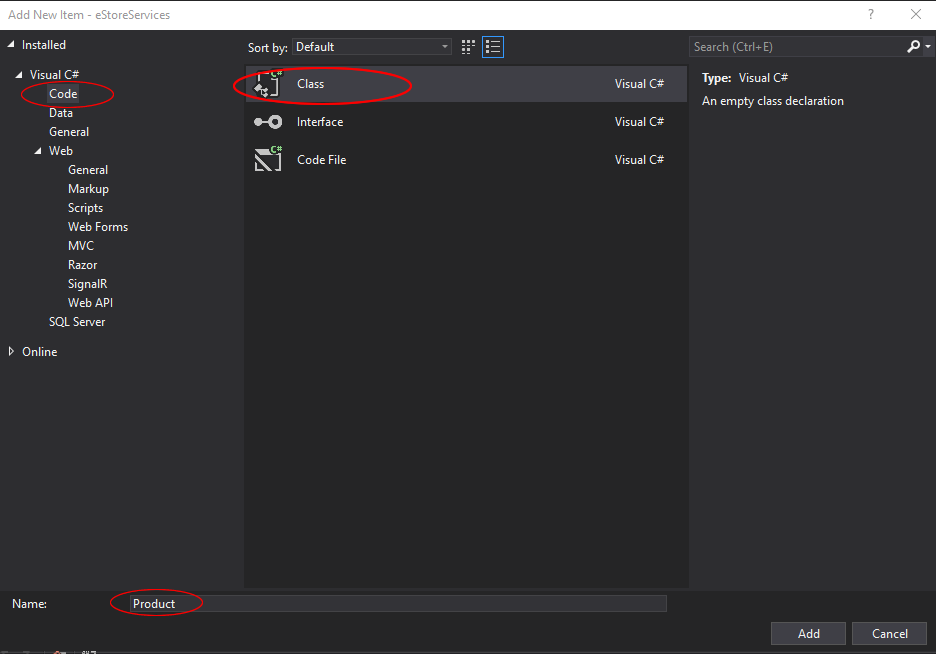 Add New Item - eStoreServices
?
Installed
Visual C#
Code
Data
General
Web
General
Markup
Scripts
Web Forms
MVC
Razor
SignalR
Web API
SQL Server
Online
Sort by: Default
C# Class Visual C#
Interface Visual C#
C# Code File Visual C#
Search (Ctrl+E)
Type: Visual C#
An empty class declaration
Name: Product
Add Cancel